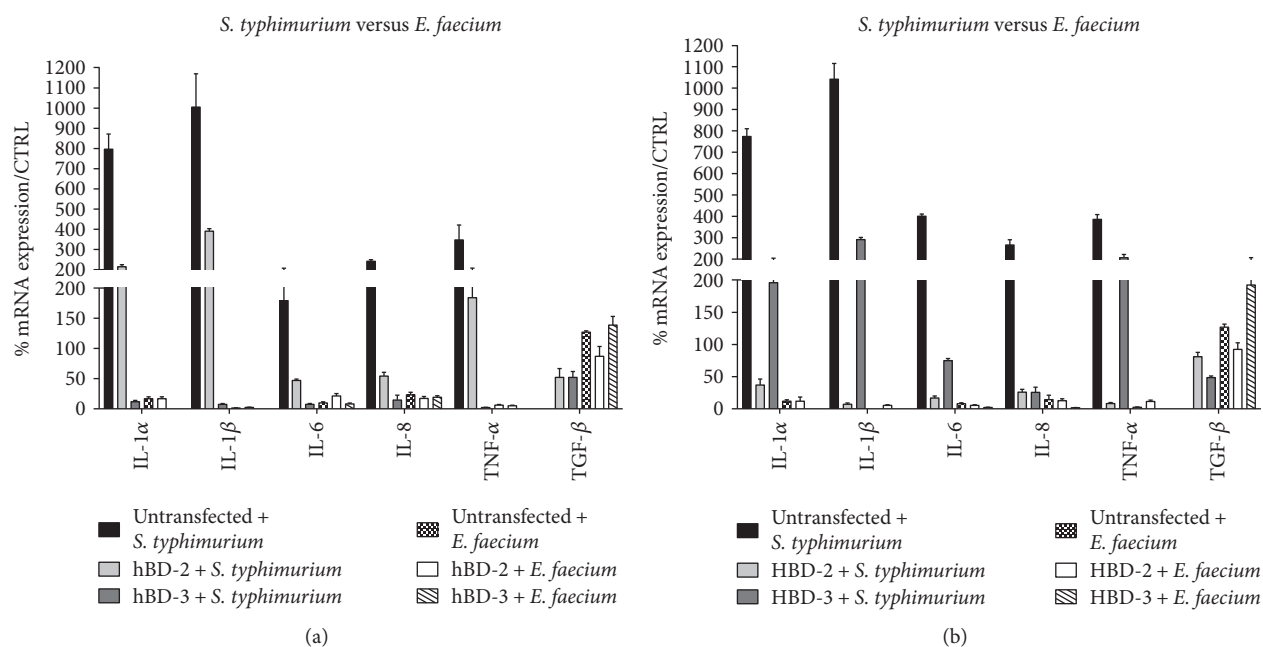 S. typhimurium versus E. faecium
% mRNA expression/CTRL
1200
1100
1000
900
800
700
600
500
400
300
200
200
150
100
50
0
IL-1α
IL-1β
IL-6
IL-8
TNF-α
TGF-β
Untransfected +
S. typhimurium
hBD-2 + S. typhimurium
hBD-3 + S. typhimurium
Untransfected +
E. faecium
hBD-2 + E. faecium
hBD-3 + E. faecium
(a)
S. typhimurium versus E. faecium
% mRNA expression/CTRL
1200
1100
1000
900
800
700
600
500
400
300
200
200
150
100
50
0
IL-1α
IL-1β
IL-6
IL-8
TNF-α
TGF-β
Untransfected +
S. typhimurium
HBD-2 + S. typhimurium
HBD-3 + S. typhimurium
Untransfected +
E. faecium
HBD-2 + E. faecium
HBD-3 + E. faecium
(b)